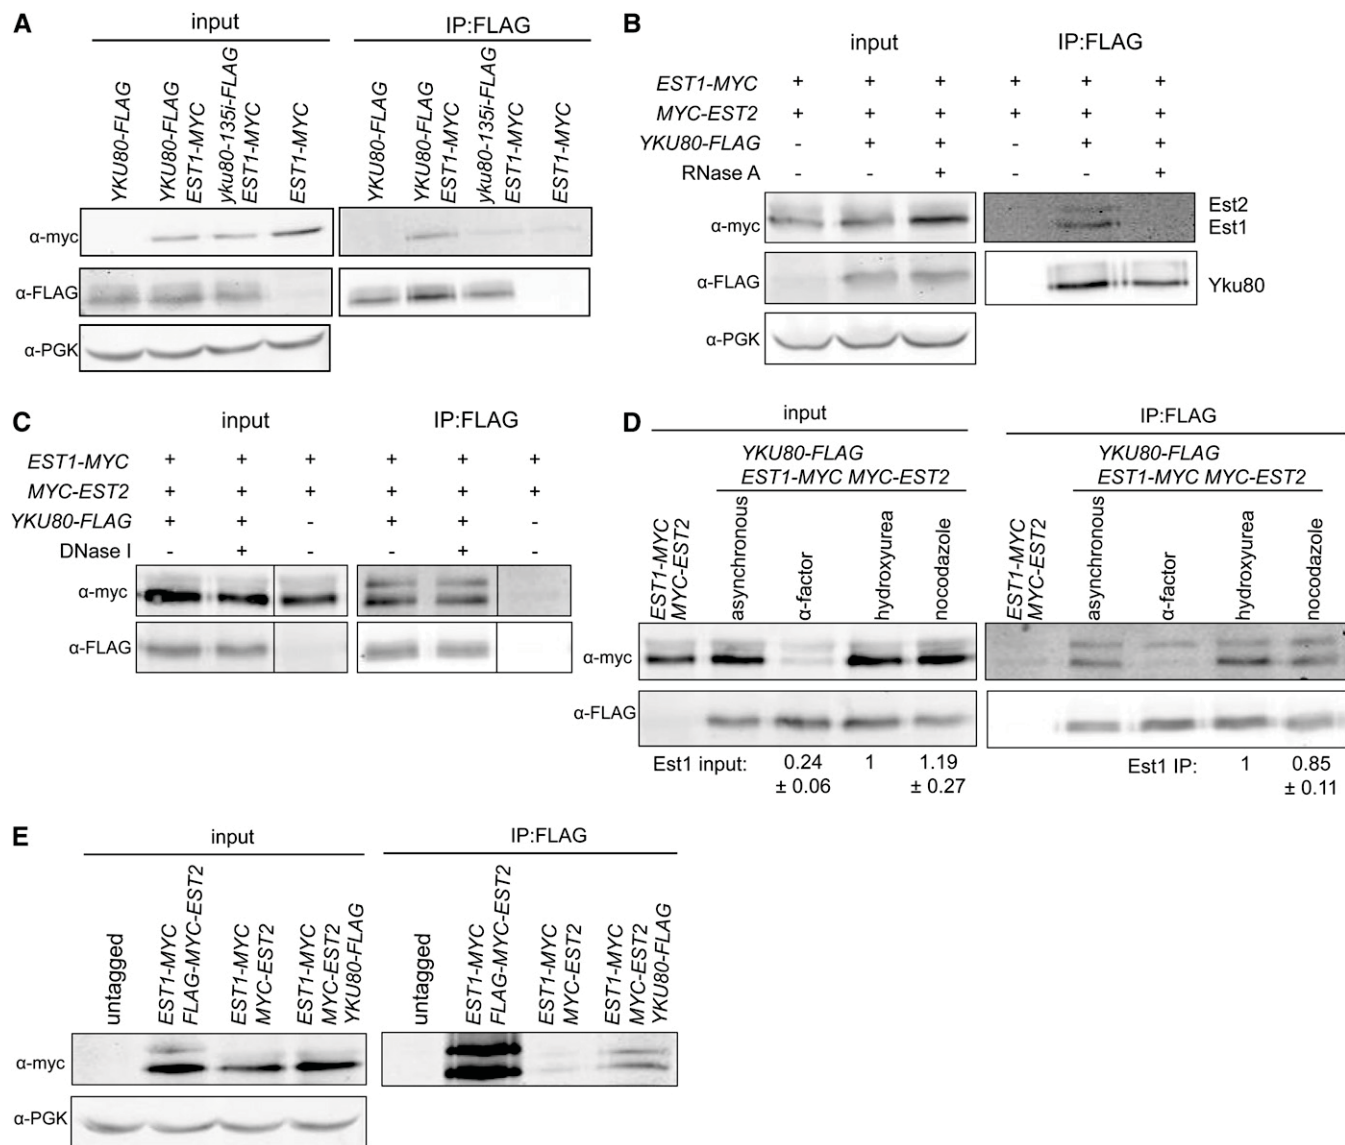 A
input
IP:FLAG
YKU80-FLAG
YKU80-FLAG
EST1-MYC
yku80-135i-FLAG
EST1-MYC
EST1-MYC
YKU80-FLAG
YKU80-FLAG
EST1-MYC
yku80-135i-FLAG
EST1-MYC
EST1-MYC
α-myc
α-FLAG
α-PGK
B
input
IP:FLAG
EST1-MYC + + + + + +
MYC-EST2 + + + + + +
YKU80-FLAG - + + - + +
RNase A - - + - - +
α-myc
Est2
Est1
α-FLAG
Yku80
α-PGK
C
input
IP:FLAG
EST1-MYC + + + + + +
MYC-EST2 + + + + + +
YKU80-FLAG + + - + + -
DNase I - + - - + -
α-myc
α-FLAG
D
input
IP:FLAG
YKU80-FLAG
EST1-MYC MYC-EST2
YKU80-FLAG
EST1-MYC MYC-EST2
EST1-MYC
MYC-EST2
asynchronous
α-factor
hydroxyurea
nocodazole
EST1-MYC
MYC-EST2
asynchronous
α-factor
hydroxyurea
nocodazole
α-myc
α-FLAG
Est1 input: 0.24 1 1.19
± 0.06 ± 0.27
Est1 IP: 1 0.85
± 0.11
E
input
IP:FLAG
untagged
EST1-MYC
FLAG-MYC-EST2
EST1-MYC
MYC-EST2
EST1-MYC
MYC-EST2
YKU80-FLAG
untagged
EST1-MYC
FLAG-MYC-EST2
EST1-MYC
MYC-EST2
EST1-MYC
MYC-EST2
YKU80-FLAG
α-myc
α-PGK